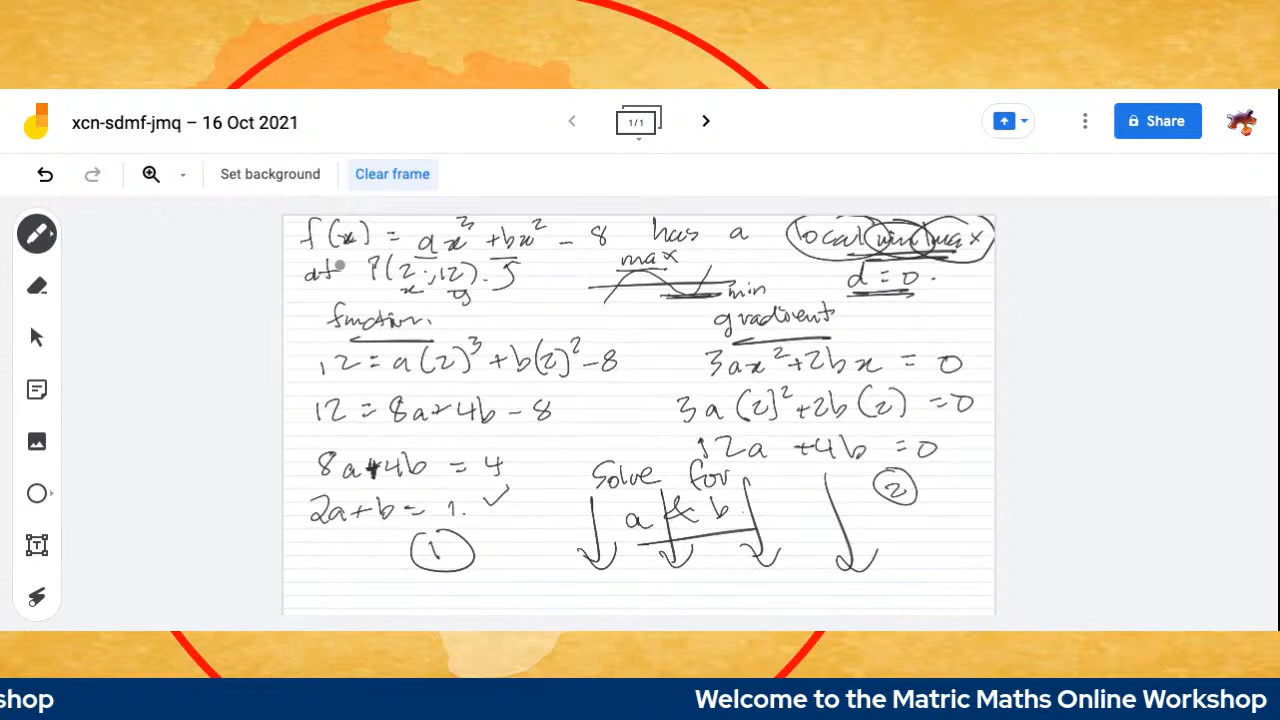 xcn-sdmf-jmq – 16 Oct 2021
1/1
Share
Set background
Clear frame
f(x) = ax³ + bx² - 8 has a local min max
at P(2;12).
x y
max
min
d = 0.
function.
gradient
12 = a(2)³ + b(2)² - 8
3ax² + 2bx = 0
12 = 8a + 4b - 8
3a(2)² + 2b(2) = 0
12a + 4b = 0
8a + 4b = 4
Solve for
a & b.
2
2a + b = 1. ✓
1
shop
Welcome to the Matric Maths Online Workshop